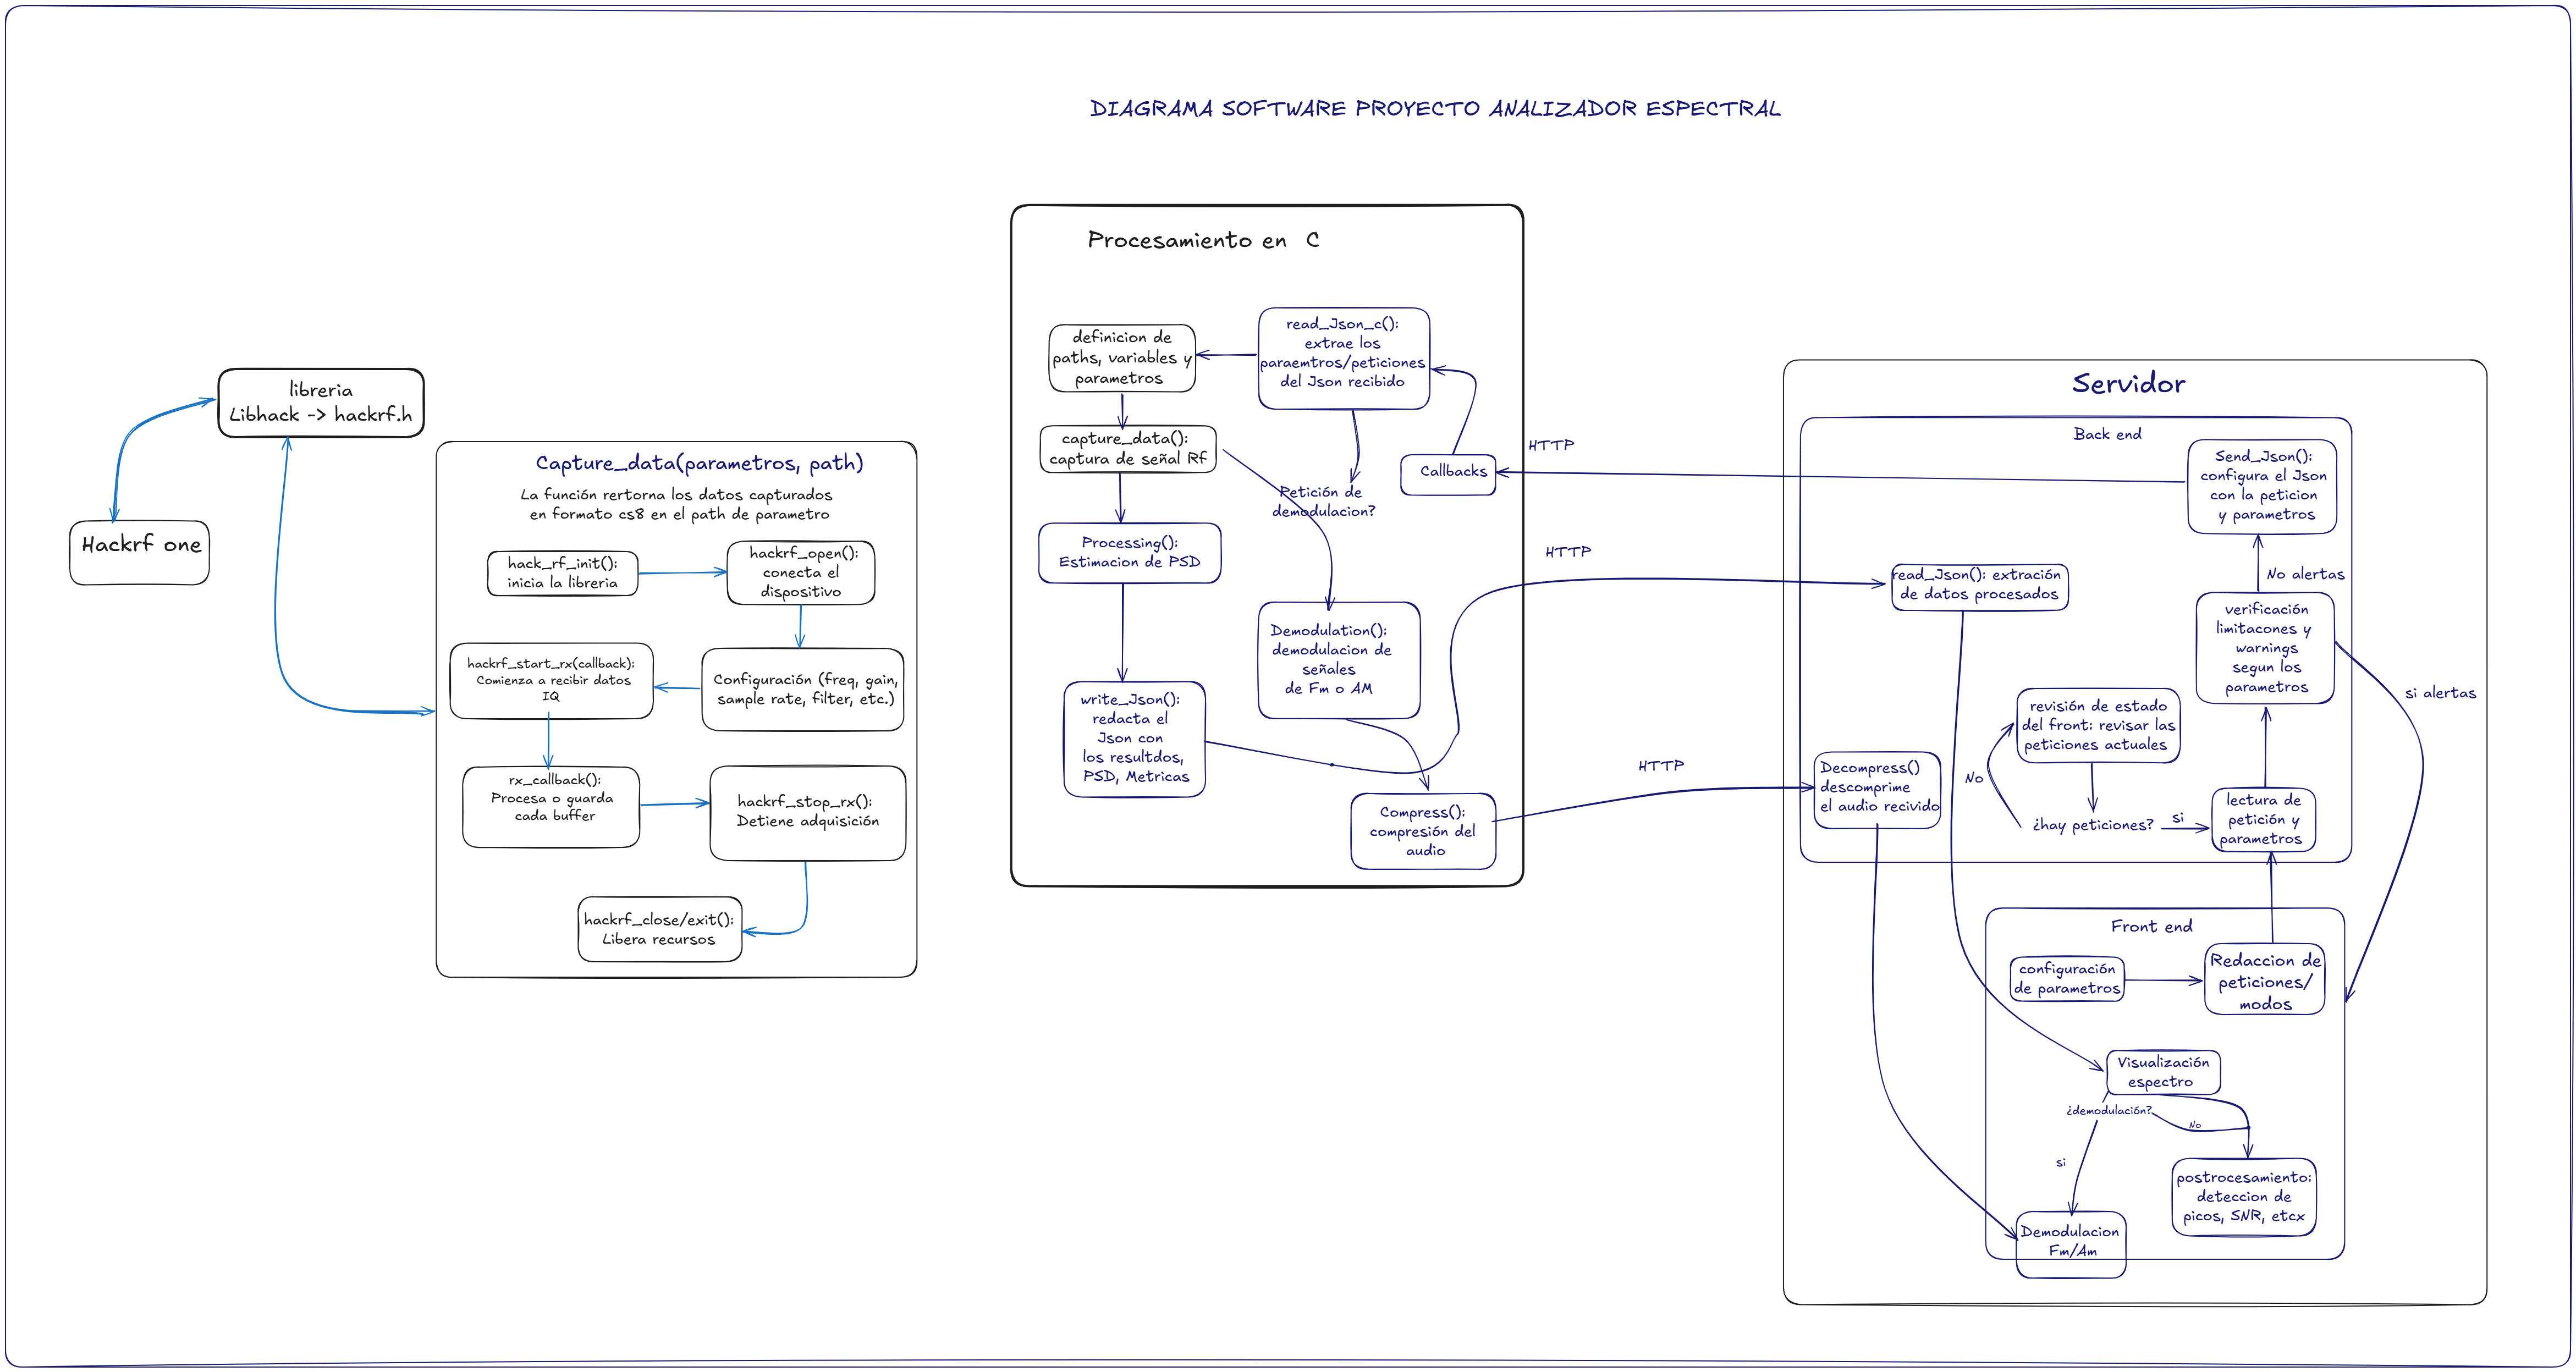 DIAGRAMA SOFTWARE PROYECTO ANALIZADOR ESPECTRAL
libreria
Libhack -> hackrf.h
Hackrf one
Capture_data(parametros, path)
La función rertorna los datos capturados
en formato cs8 en el path de parametro
hack_rf_init():
inicia la libreria
hackrf_open():
conecta el
dispositivo
hackrf_start_rx(callback):
Comienza a recibir datos
IQ
Configuración (freq, gain,
sample rate, filter, etc.)
rx_callback():
Procesa o guarda
cada buffer
hackrf_stop_rx():
Detiene adquisición
hackrf_close/exit():
Libera recursos
Procesamiento en C
definicion de
paths, variables y
parametros
read_Json_c():
extrae los
paraemtros/peticiones
del Json recibido
capture_data():
captura de señal Rf
Callbacks
Petición de
demodulacion?
Processing():
Estimacion de PSD
Demodulation():
demodulacion de
señales
de Fm o AM
write_Json():
redacta el
Json con
los resultdos,
PSD, Metricas
Compress():
compresión del
audio
HTTP
HTTP
HTTP
Servidor
Back end
Send_Json():
configura el Json
con la peticion
y parametros
read_Json(): extración
de datos procesados
No alertas
verificación
limitacones y
warnings
segun los
parametros
si alertas
revisión de estado
del front: revisar las
peticiones actuales
No
Decompress()
descomprime
el audio recivido
¿hay peticiones?
si
lectura de
petición y
parametros
Front end
configuración
de parametros
Redaccion de
peticiones/
modos
Visualización
espectro
¿demodulación?
No
si
postrocesamiento:
deteccion de
picos, SNR, etcx
Demodulacion
Fm/Am